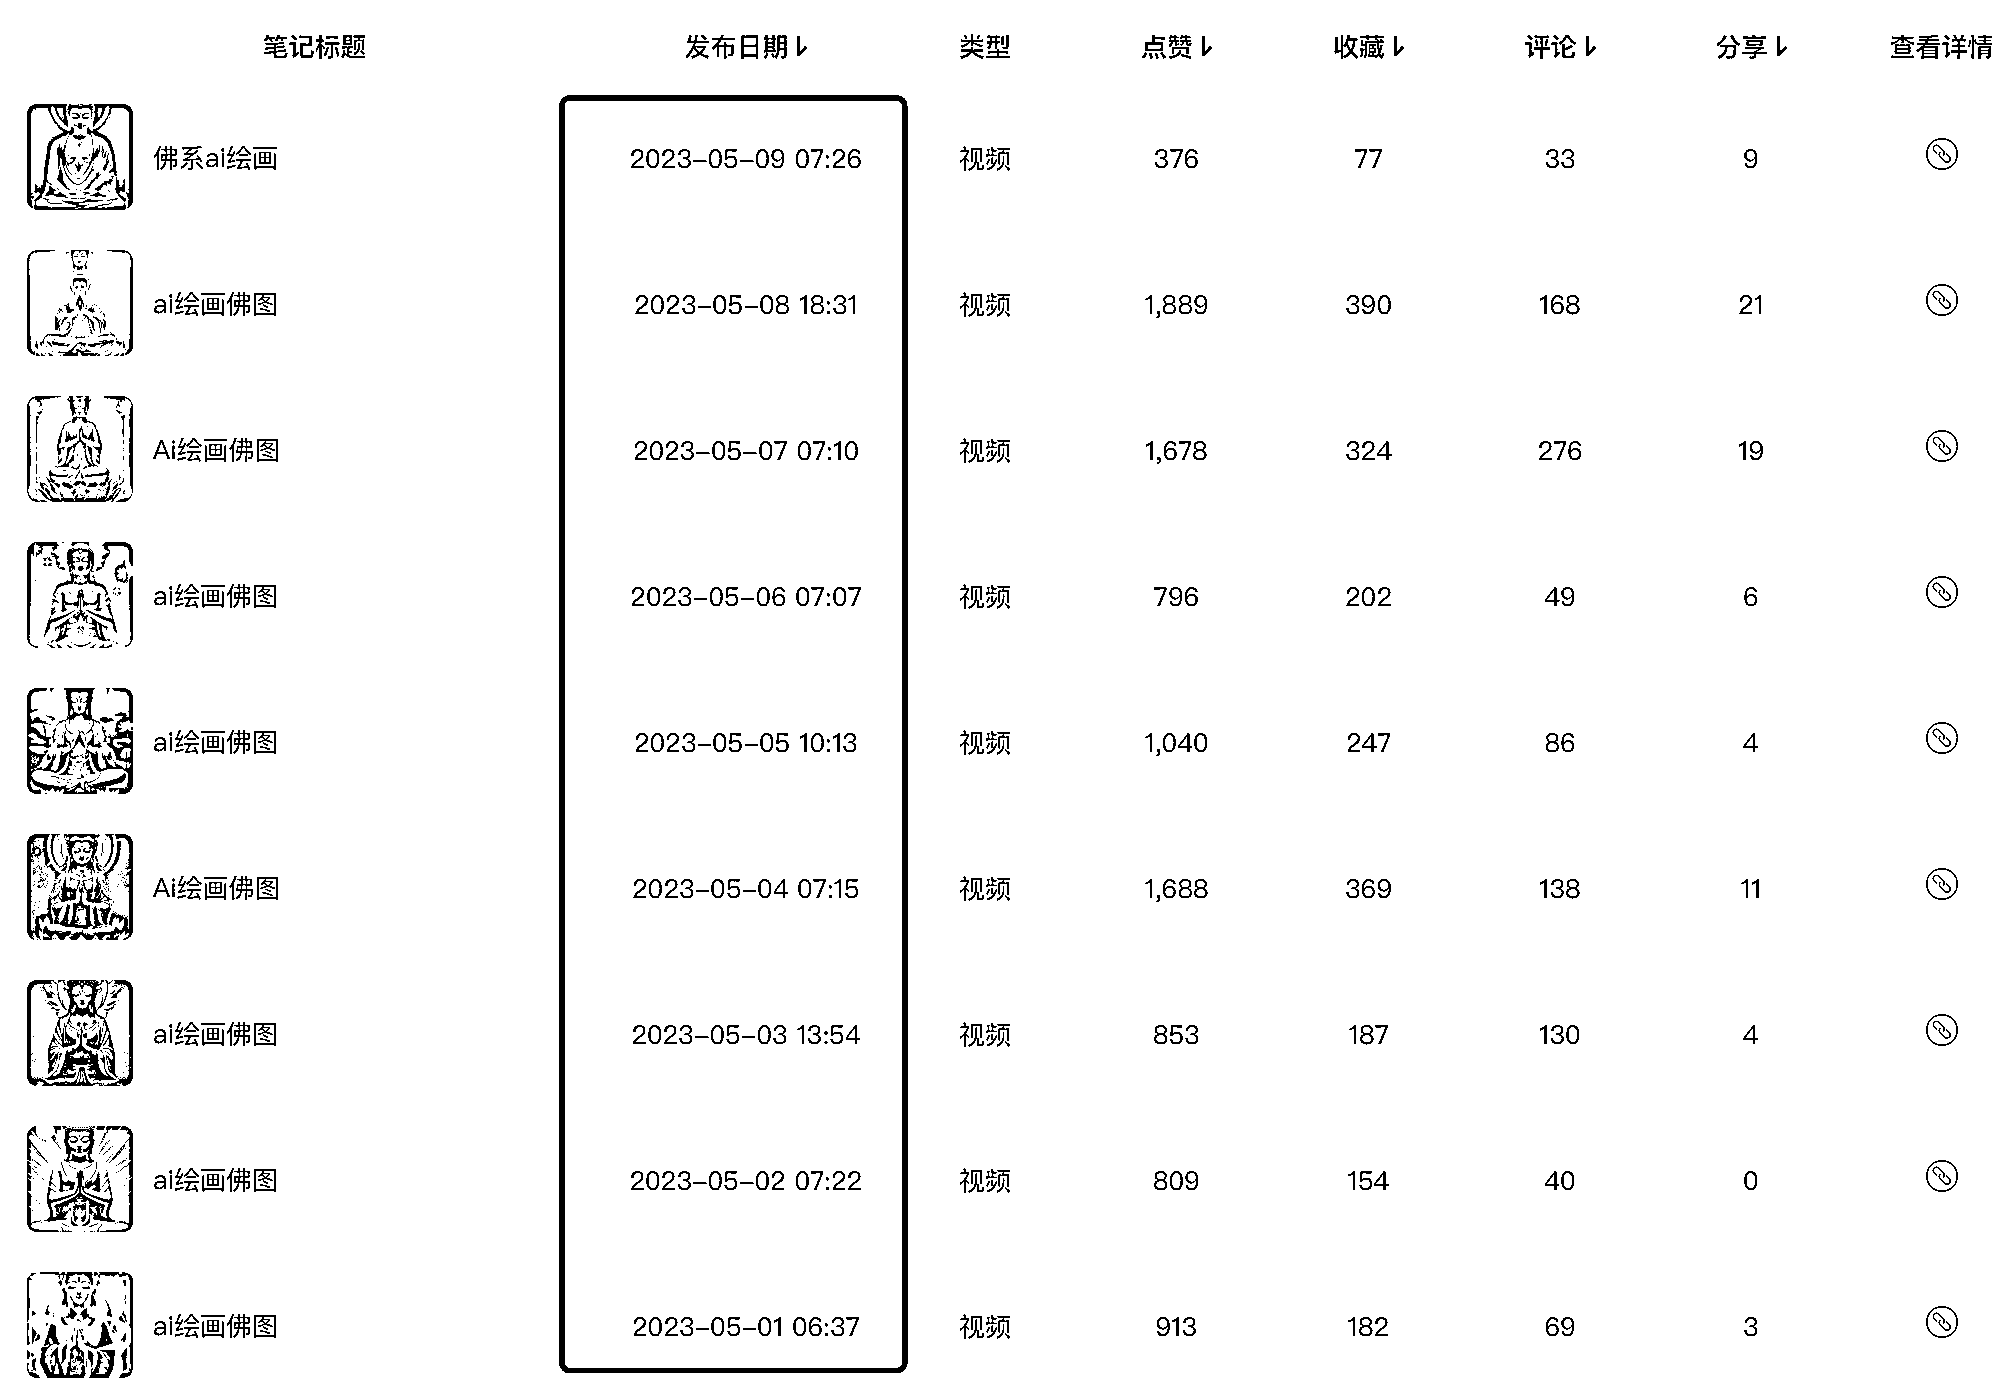 笔记标题 发布日期 类型 点赞 收藏 评论 分享 查看详情
佛系ai绘画 2023-05-09 07:26 视频 376 77 33 9
ai绘画佛图 2023-05-08 18:31 视频 1,889 390 168 21
Ai绘画佛图 2023-05-07 07:10 视频 1,678 324 276 19
ai绘画佛图 2023-05-06 07:07 视频 796 202 49 6
ai绘画佛图 2023-05-05 10:13 视频 1,040 247 86 4
Ai绘画佛图 2023-05-04 07:15 视频 1,688 369 138 11
ai绘画佛图 2023-05-03 13:54 视频 853 187 130 4
ai绘画佛图 2023-05-02 07:22 视频 809 154 40 0
ai绘画佛图 2023-05-01 06:37 视频 913 182 69 3